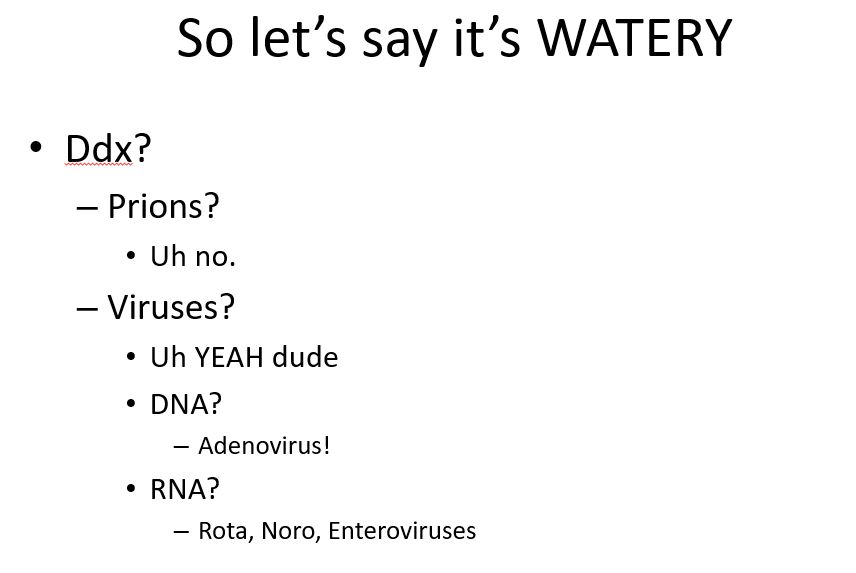 So let’s say it’s WATERY
• Ddx?
– Prions?
• Uh no.
– Viruses?
• Uh YEAH dude
• DNA?
– Adenovirus!
• RNA?
– Rota, Noro, Enteroviruses